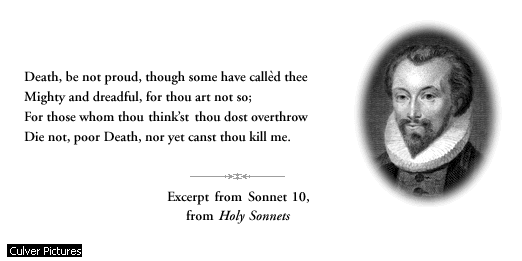 Death, be not proud, though some have callèd thee
Mighty and dreadful, for thou art not so;
For those whom thou think’st thou dost overthrow
Die not, poor Death, nor yet canst thou kill me.
Excerpt from Sonnet 10,
from Holy Sonnets
Culver Pictures